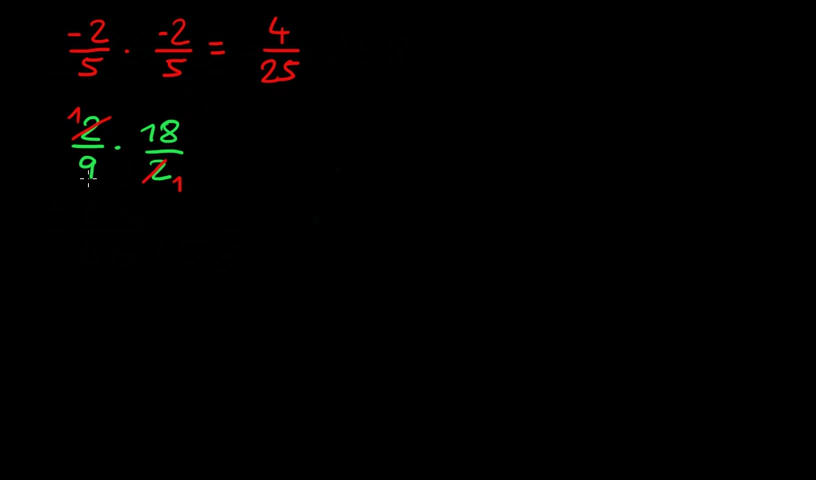 -2/5 · -2/5 = 4/25
1 2/9 · 18/2 1